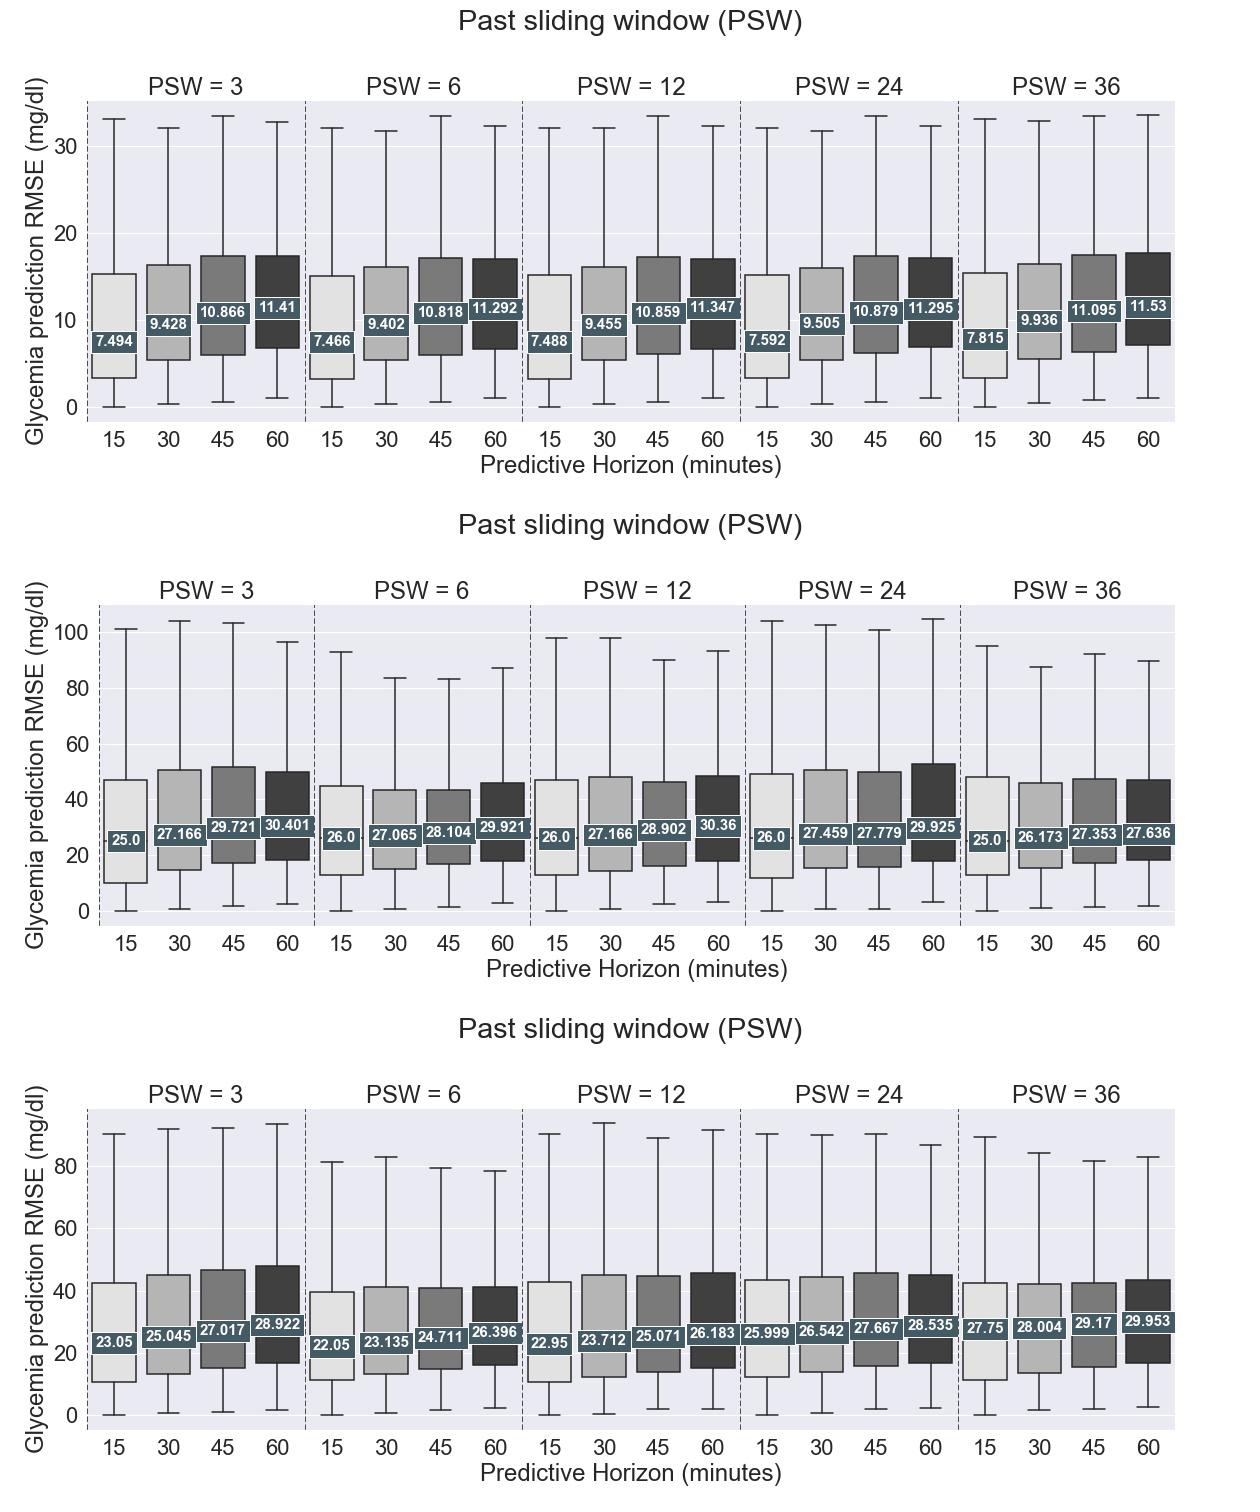 Past sliding window (PSW)
PSW = 3 PSW = 6 PSW = 12 PSW = 24 PSW = 36
Glycemia prediction RMSE (mg/dl)
30
20
10
0
7.494 9.428 10.866 11.41 7.466 9.402 10.818 11.292 7.488 9.455 10.859 11.347 7.592 9.505 10.879 11.295 7.815 9.936 11.095 11.53
15 30 45 60 15 30 45 60 15 30 45 60 15 30 45 60 15 30 45 60
Predictive Horizon (minutes)
Past sliding window (PSW)
PSW = 3 PSW = 6 PSW = 12 PSW = 24 PSW = 36
Glycemia prediction RMSE (mg/dl)
100
80
60
40
20
0
25.0 27.166 29.721 30.401 26.0 27.065 28.104 29.921 26.0 27.166 28.902 30.36 26.0 27.459 27.779 29.925 25.0 26.173 27.353 27.636
15 30 45 60 15 30 45 60 15 30 45 60 15 30 45 60 15 30 45 60
Predictive Horizon (minutes)
Past sliding window (PSW)
PSW = 3 PSW = 6 PSW = 12 PSW = 24 PSW = 36
Glycemia prediction RMSE (mg/dl)
80
60
40
20
0
23.05 25.045 27.017 28.922 22.05 23.135 24.711 26.396 22.95 23.712 25.071 26.183 25.999 26.542 27.667 28.535 27.75 28.004 29.17 29.953
15 30 45 60 15 30 45 60 15 30 45 60 15 30 45 60 15 30 45 60
Predictive Horizon (minutes)